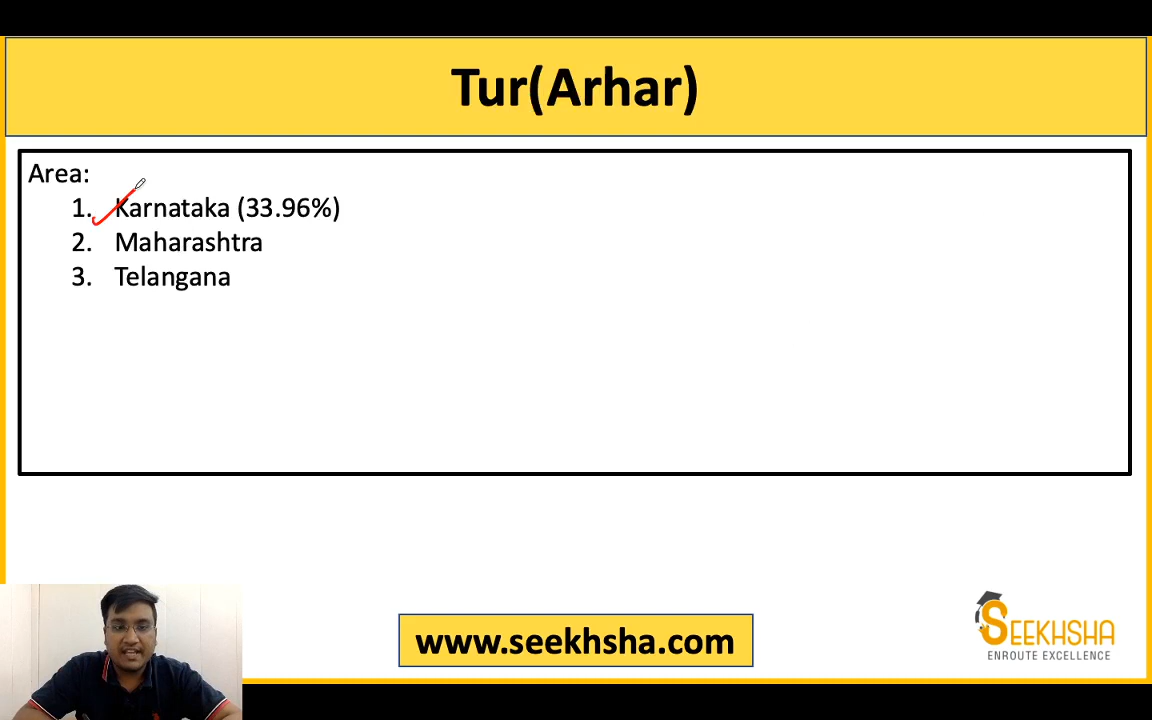 Tur(Arhar)
Area:
1. Karnataka (33.96%)
2. Maharashtra
3. Telangana
www.seekhsha.com
SEEKHSHA
ENROUTE EXCELLENCE